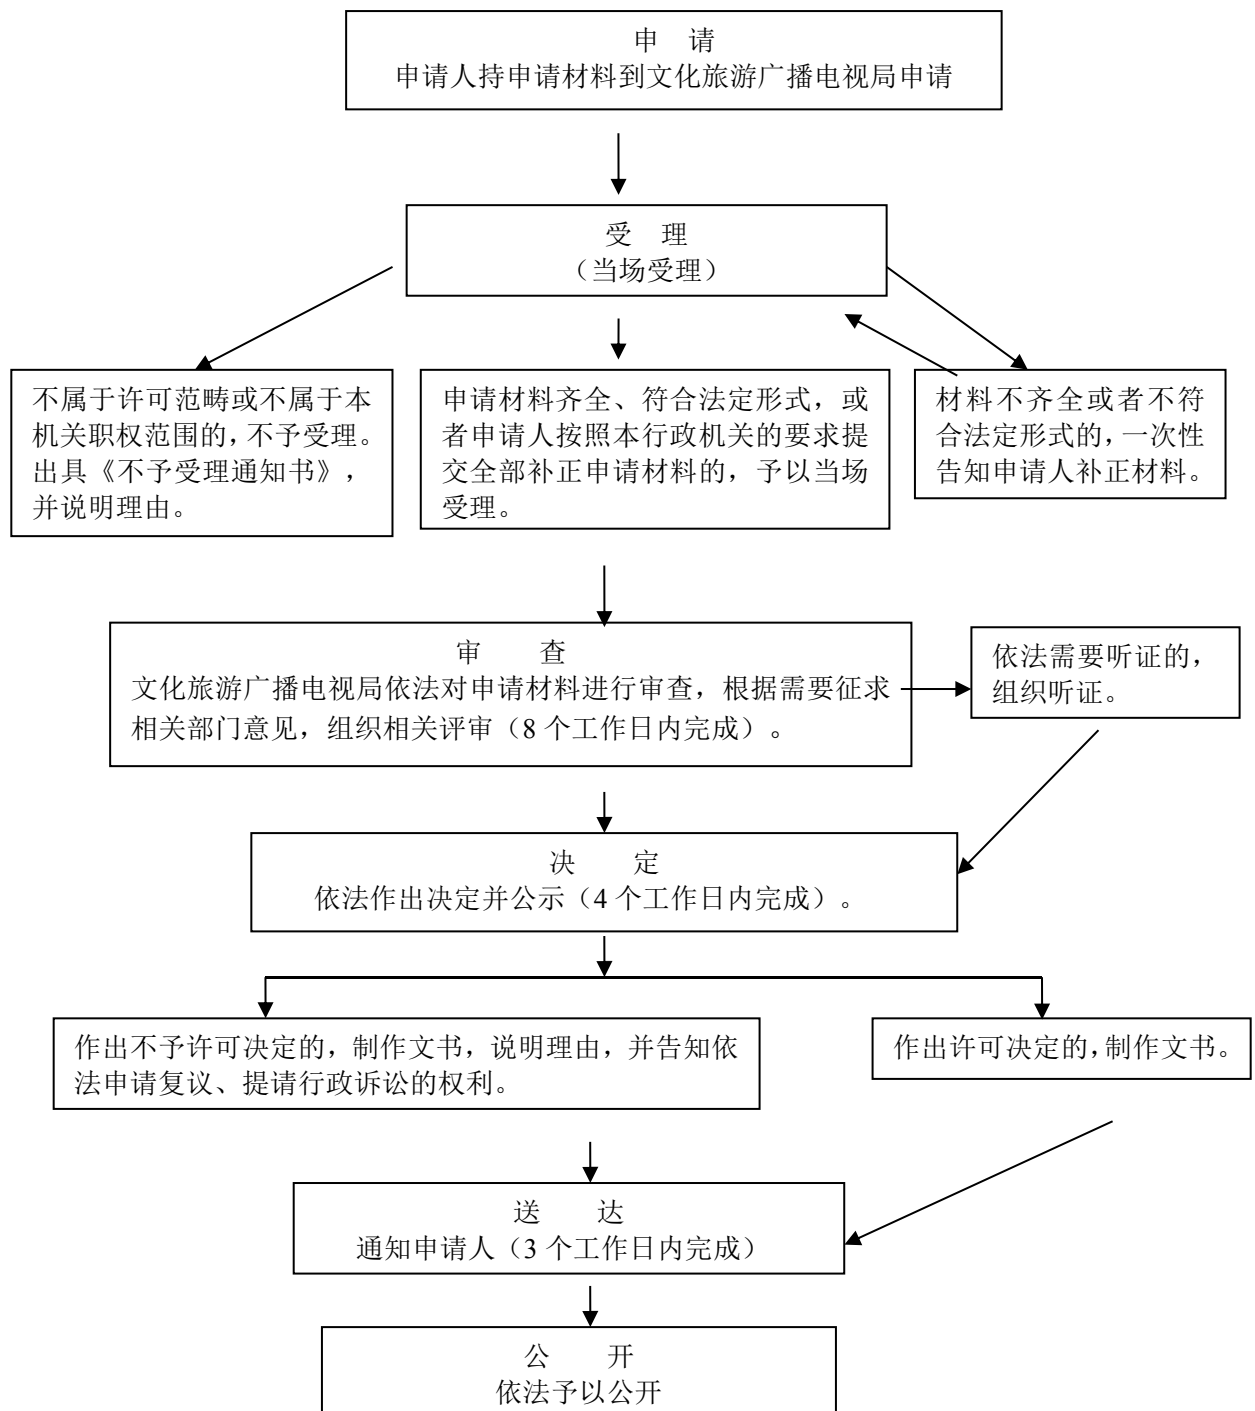 申 请
申请人持申请材料到文化旅游广播电视局申请
受 理
（当场受理）
不属于许可范畴或不属于本
机关职权范围的，不予受理。
出具《不予受理通知书》，
并说明理由。
申请材料齐全、符合法定形式，或
者申请人按照本行政机关的要求提
交全部补正申请材料的，予以当场
受理。
材料不齐全或者不符
合法定形式的，一次性
告知申请人补正材料。
审 查
文化旅游广播电视局依法对申请材料进行审查，根据需要征求
相关部门意见，组织相关评审（8 个工作日内完成）。
依法需要听证的，
组织听证。
决 定
依法作出决定并公示（4 个工作日内完成）。
作出不予许可决定的，制作文书，说明理由，并告知依
法申请复议、提请行政诉讼的权利。
作出许可决定的，制作文书。
送 达
通知申请人（3 个工作日内完成）
公 开
依法予以公开